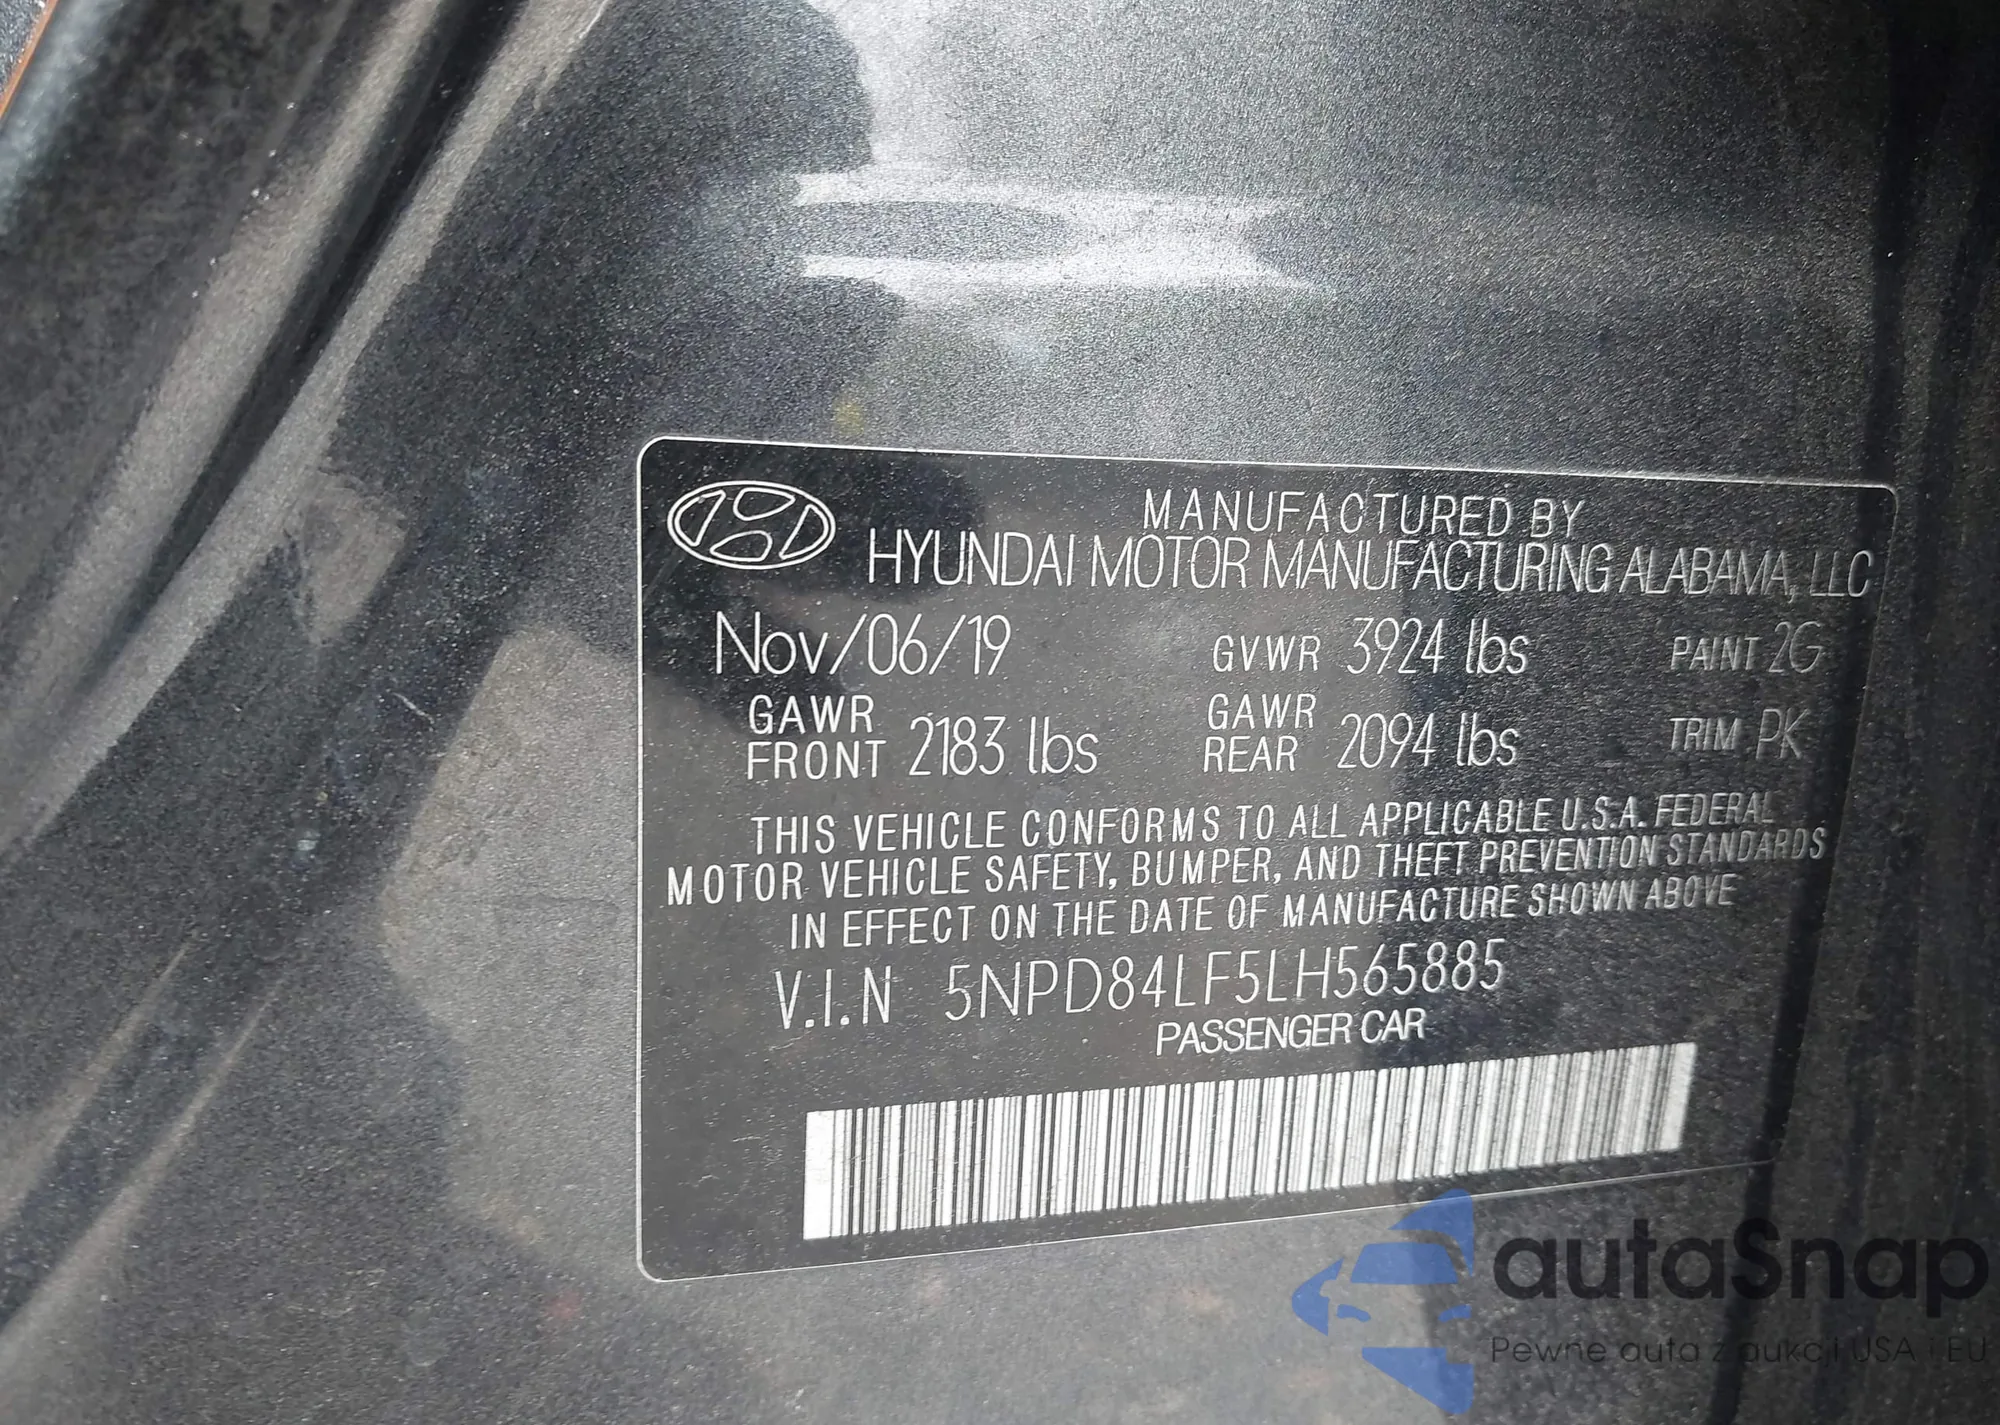 MANUFACTURED BY
HYUNDAI MOTOR MANUFACTURING ALABAMA, LLC
Nov/06/19 GVWR 3924 lbs PAINT 2G
GAWR FRONT 2183 lbs GAWR REAR 2094 lbs TRIM PK
THIS VEHICLE CONFORMS TO ALL APPLICABLE U.S.A. FEDERAL
MOTOR VEHICLE SAFETY, BUMPER, AND THEFT PREVENTION STANDARDS
IN EFFECT ON THE DATE OF MANUFACTURE SHOWN ABOVE
V.I.N 5NPD84LF5LH565885
PASSENGER CAR
autaSnap
Pewne auta z aukcji USA i EU